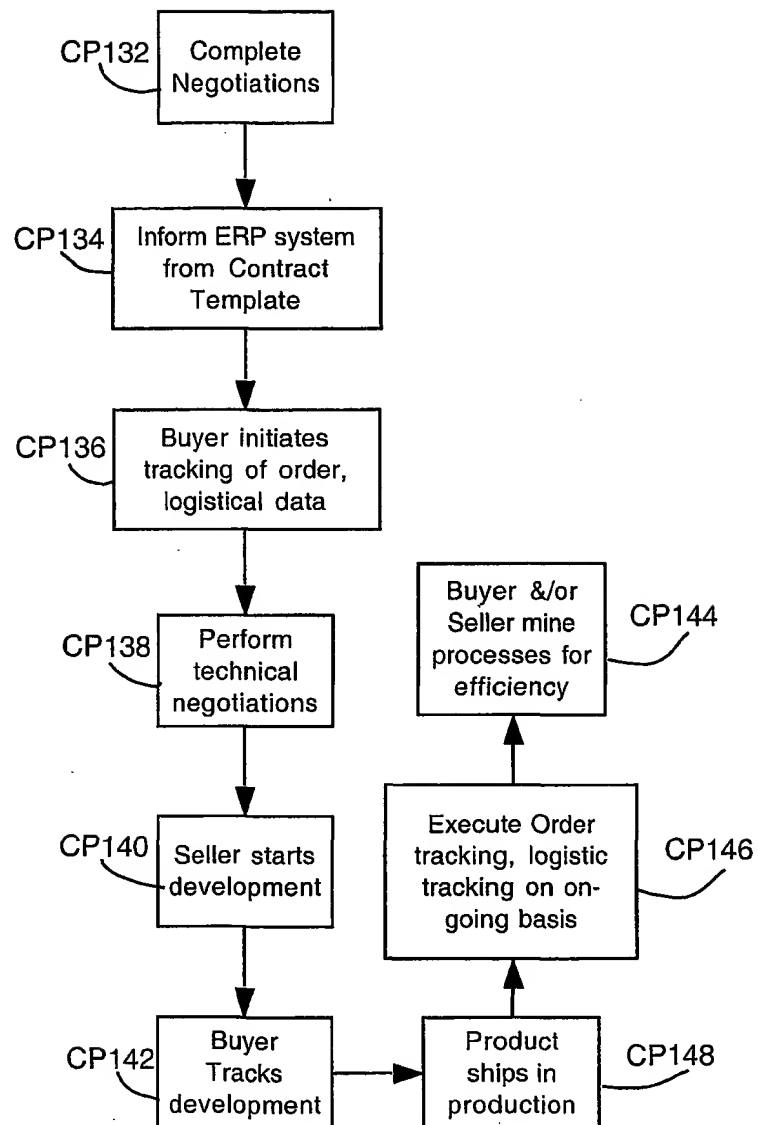 CP132
Complete
Negotiations
CP134
Inform ERP system
from Contract
Template
CP136
Buyer initiates
tracking of order,
logistical data
CP138
Perform
technical
negotiations
CP140
Seller starts
development
CP142
Buyer
Tracks
development
Product
ships in
production
CP148
Execute Order
tracking, logistic
tracking on on-
going basis
CP146
Buyer &/or
Seller mine
processes for
efficiency
CP144